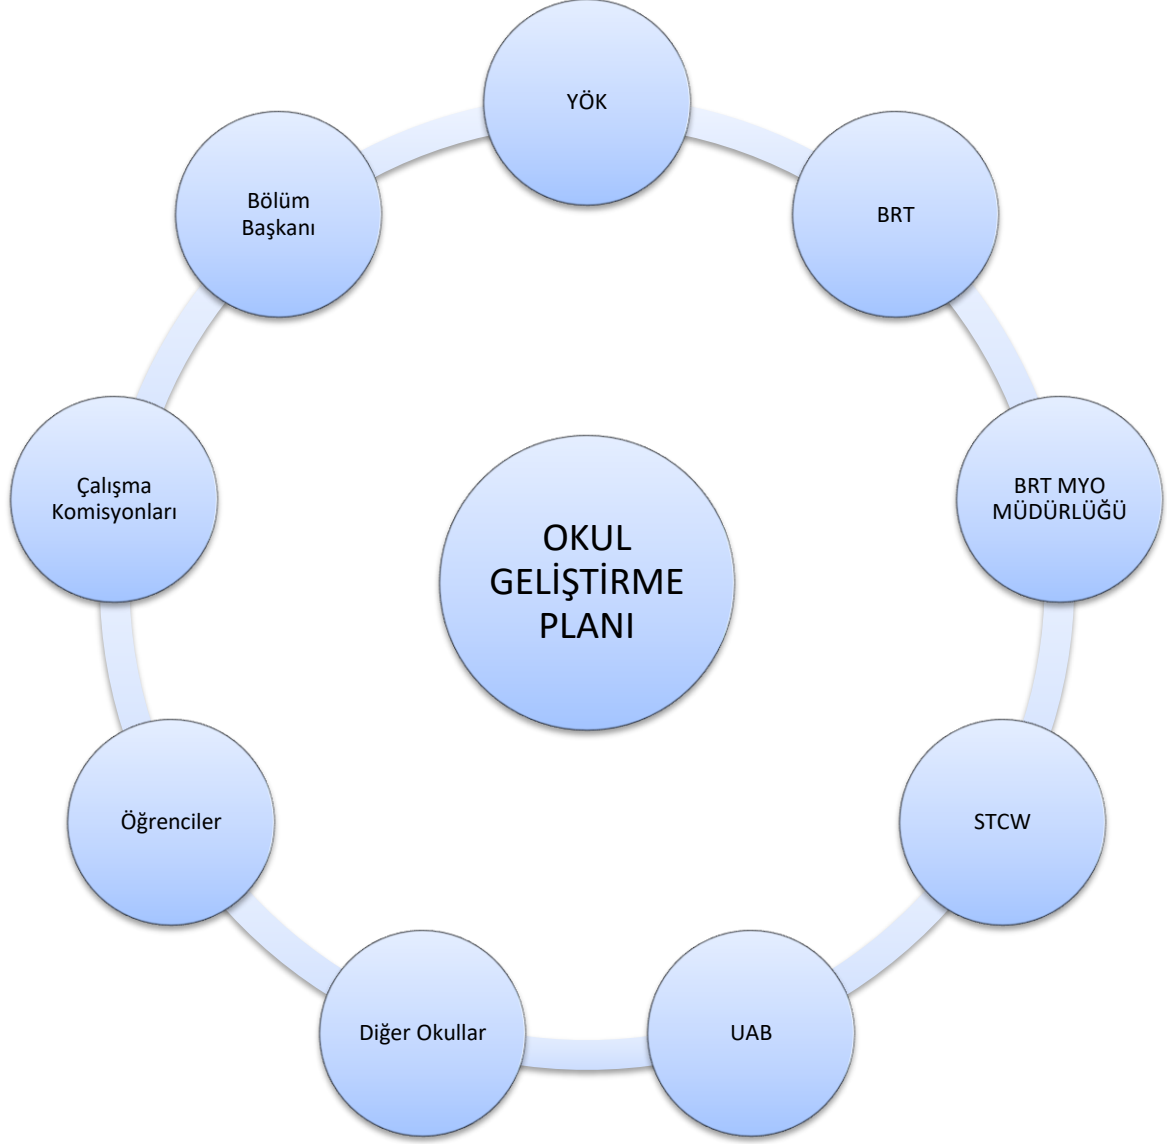 YÖK
BRT
BRT MYO
MÜDÜRLÜĞÜ
STCW
UAB
Diğer Okullar
Öğrenciler
Çalışma
Komisyonları
Bölüm
Başkanı
OKUL
GELİŞTİRME
PLANI